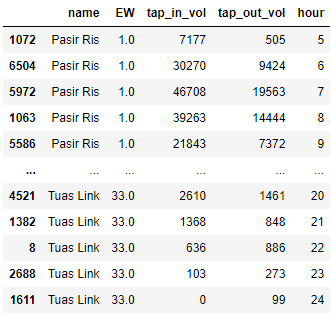 name EW tap_in_vol tap_out_vol hour
1072 Pasir Ris 1.0 7177 505 5
6504 Pasir Ris 1.0 30270 9424 6
5972 Pasir Ris 1.0 46708 19563 7
1063 Pasir Ris 1.0 39263 14444 8
5586 Pasir Ris 1.0 21843 7372 9
... ... ... ... ... ...
4521 Tuas Link 33.0 2610 1461 20
1382 Tuas Link 33.0 1368 848 21
8 Tuas Link 33.0 636 886 22
2688 Tuas Link 33.0 103 273 23
1611 Tuas Link 33.0 0 99 24